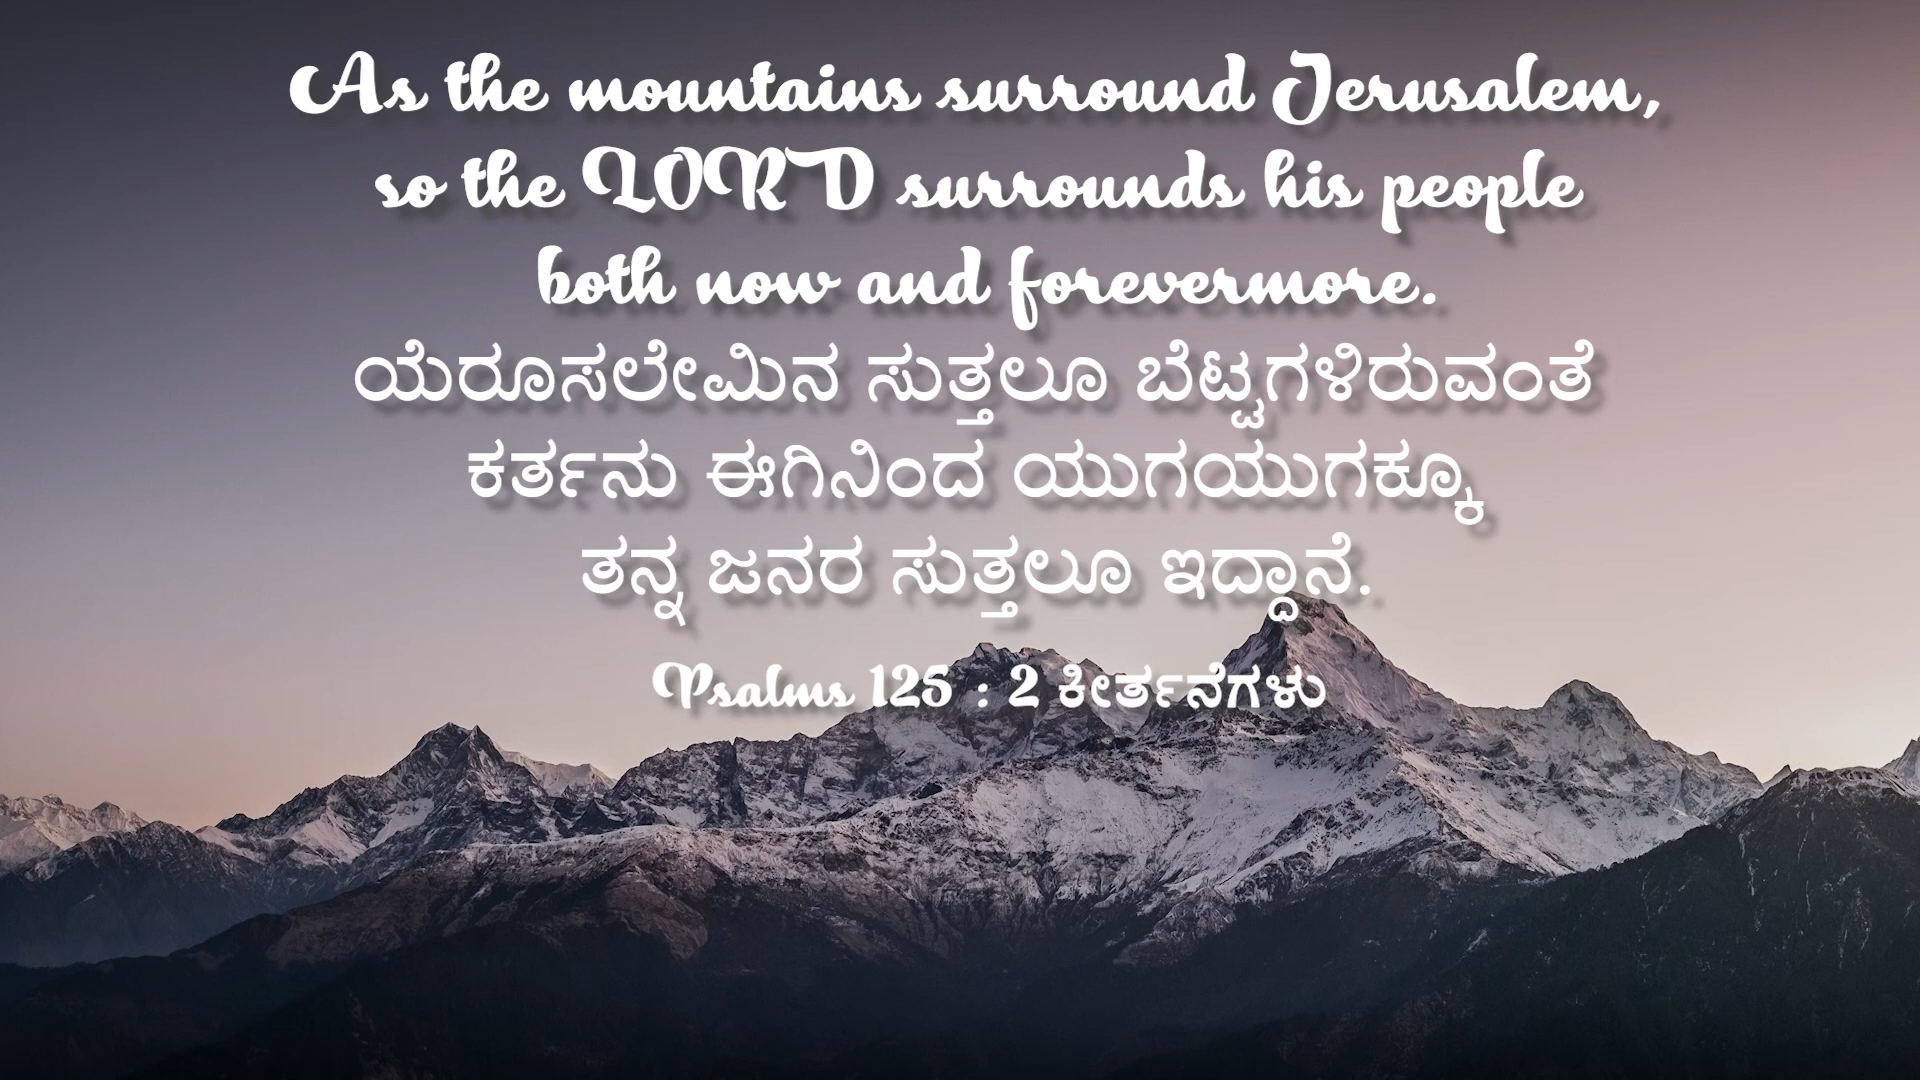 As the mountains surround Jerusalem,
so the LORD surrounds his people
both now and forevermore.
ಯೆರೂಸಲೇಮಿನ ಸುತ್ತಲೂ ಬೆಟ್ಟಗಳಿರುವಂತೆ
ಕರ್ತನು ಈಗಿನಿಂದ ಯುಗಯುಗಕ್ಕೂ
ತನ್ನ ಜನರ ಸುತ್ತಲೂ ಇದ್ದಾನೆ.
Psalms 125 : 2 ಕೀರ್ತನೆಗಳು